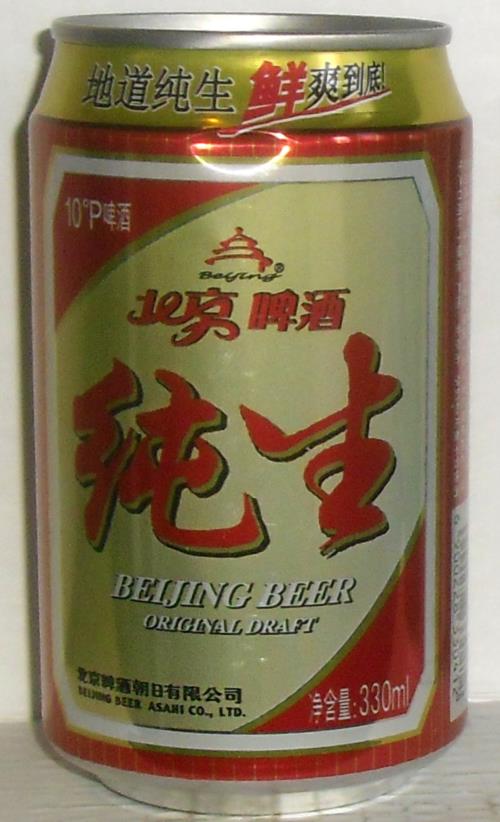 地道纯生 鲜爽到底!
10°P啤酒
Beijing®
北京啤酒
纯生
BEIJING BEER
ORIGINAL DRAFT
北京啤酒朝日有限公司
BEIJING BEER ASAHI CO., LTD.
净含量:330ml